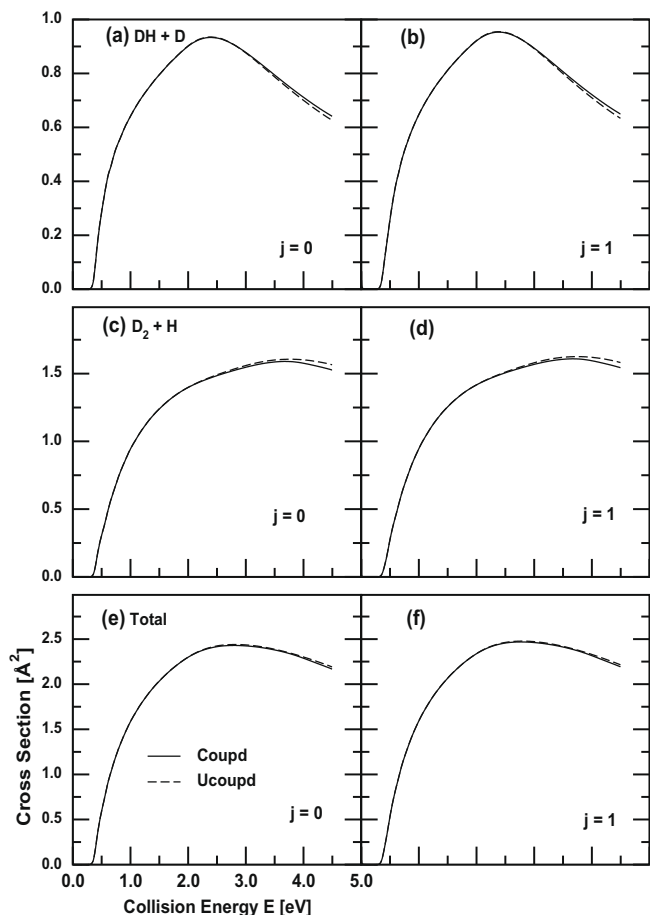 1.0
(a) DH + D
(b)
0.8
0.6
0.4
0.2
j = 0
j = 1
0.0
(c) D₂ + H
(d)
1.5
1.0
0.5
j = 0
j = 1
0.0
(e) Total
(f)
2.5
2.0
1.5
1.0
Coupd
Ucoupd
0.5
j = 0
j = 1
0.0
0.0 1.0 2.0 3.0 4.0 5.0
Cross Section [Å²]
Collision Energy E [eV]